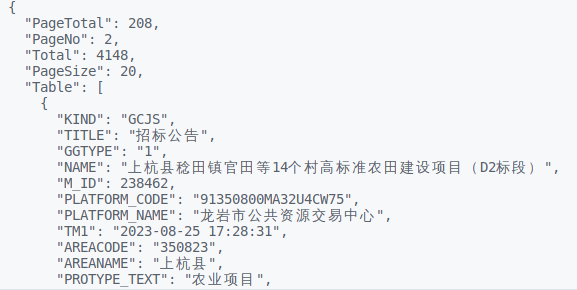 {
"PageTotal": 208,
"PageNo": 2,
"Total": 4148,
"PageSize": 20,
"Table": [
{
"KIND": "GCJS",
"TITLE": "招标公告",
"GGTYPE": "1",
"NAME": "上杭县稔田镇官田等14个村高标准农田建设项目（D2标段）",
"M_ID": 238462,
"PLATFORM_CODE": "91350800MA32U4CW75",
"PLATFORM_NAME": "龙岩市公共资源交易中心",
"TM1": "2023-08-25 17:28:31",
"AREACODE": "350823",
"AREANAME": "上杭县",
"PROTYPE_TEXT": "农业项目",